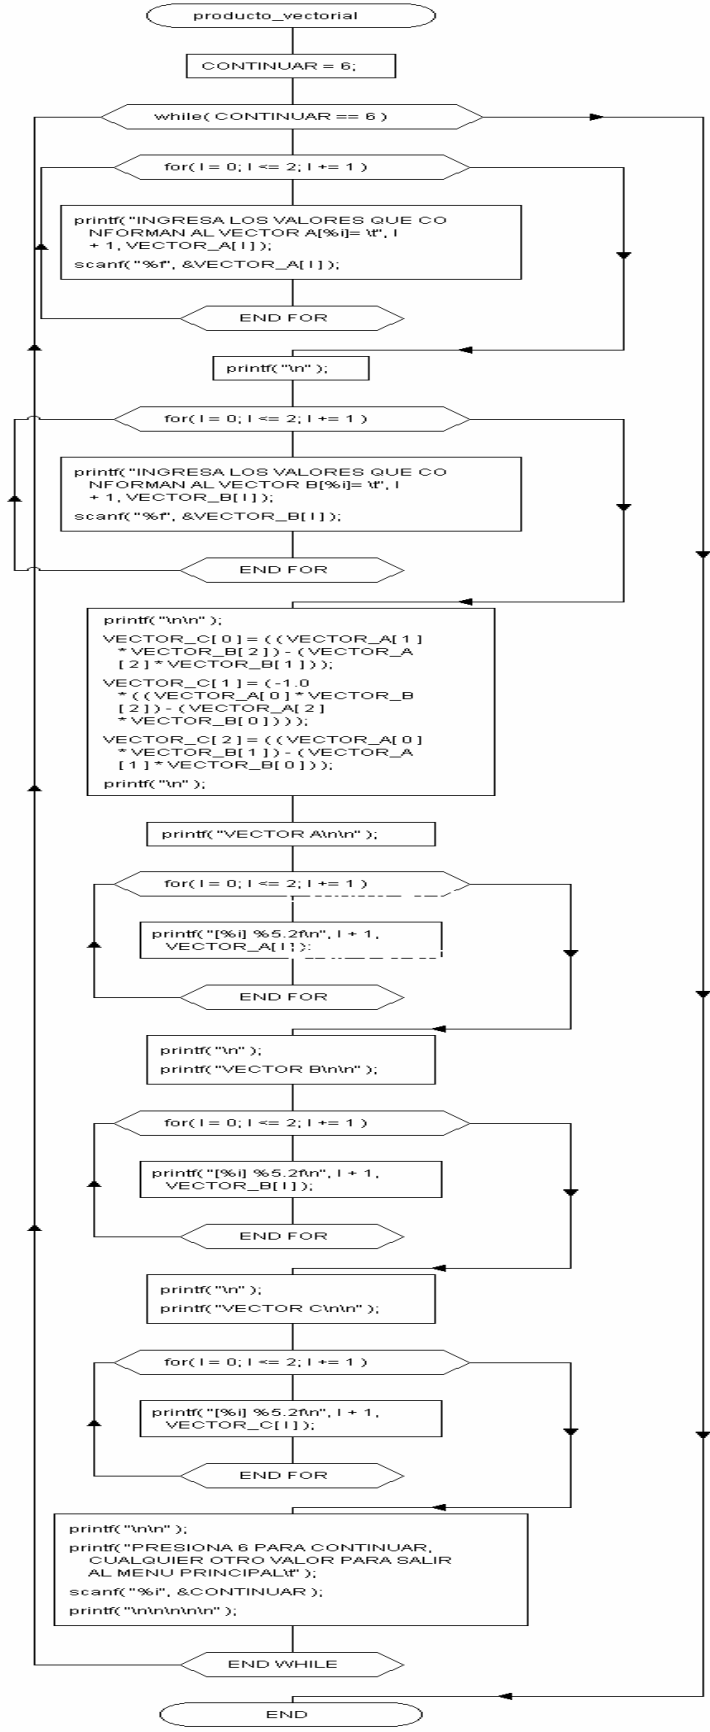 producto_vectorial
CONTINUAR = 6;
while( CONTINUAR == 6 )
for( I = 0; I <= 2; I += 1 )
printf( "INGRESA LOS VALORES QUE CO
NFORMAN AL VECTOR A[%i]= \t", I
+ 1, VECTOR_A[ I ] );
scanf( "%f", &VECTOR_A[ I ] );
END FOR
printf( "\n" );
for( I = 0; I <= 2; I += 1 )
printf( "INGRESA LOS VALORES QUE CO
NFORMAN AL VECTOR B[%i]= \t", I
+ 1, VECTOR_B[ I ] );
scanf( "%f", &VECTOR_B[ I ] );
END FOR
printf( "\n\n" );
VECTOR_C[ 0 ] = ( ( VECTOR_A[ 1 ]
* VECTOR_B[ 2 ] ) - ( VECTOR_A
[ 2 ] * VECTOR_B[ 1 ] ) );
VECTOR_C[ 1 ] = ( -1.0
* ( ( VECTOR_A[ 0 ] * VECTOR_B
[ 2 ] ) - ( VECTOR_A[ 2 ]
* VECTOR_B[ 0 ] ) ) );
VECTOR_C[ 2 ] = ( ( VECTOR_A[ 0 ]
* VECTOR_B[ 1 ] ) - ( VECTOR_A
[ 1 ] * VECTOR_B[ 0 ] ) );
printf( "\n" );
printf( "VECTOR A\n\n" );
for( I = 0; I <= 2; I += 1 )
printf( "[%i] %5.2f\n", I + 1,
VECTOR_A[ I ] );
END FOR
printf( "\n" );
printf( "VECTOR B\n\n" );
for( I = 0; I <= 2; I += 1 )
printf( "[%i] %5.2f\n", I + 1,
VECTOR_B[ I ] );
END FOR
printf( "\n" );
printf( "VECTOR C\n\n" );
for( I = 0; I <= 2; I += 1 )
printf( "[%i] %5.2f\n", I + 1,
VECTOR_C[ I ] );
END FOR
printf( "\n\n" );
printf( "PRESIONA 6 PARA CONTINUAR,
CUALQUIER OTRO VALOR PARA SALIR
AL MENU PRINCIPAL\t" );
scanf( "%i", &CONTINUAR );
printf( "\n\n\n\n\n" );
END WHILE
END